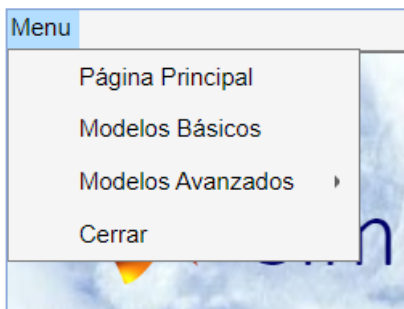 Menu
Página Principal
Modelos Básicos
Modelos Avanzados
Cerrar